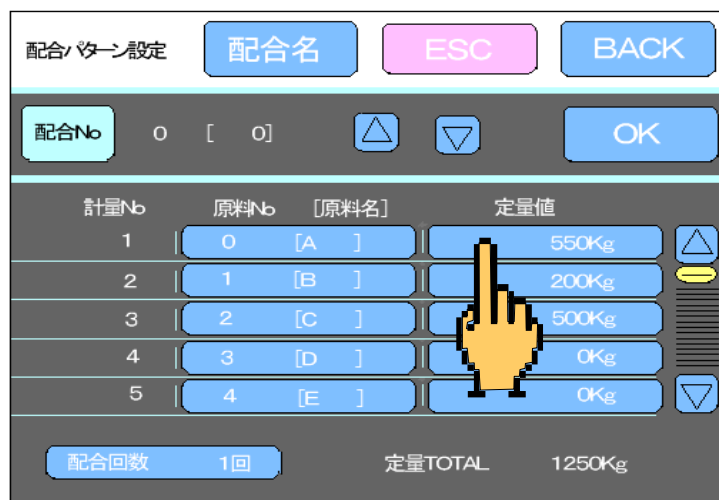 配合パターン設定 配合名 ESC BACK
配合No 0 [ 0] OK
計量No 原料No [原料名] 定量値
1 0 [A ] 550Kg
2 1 [B ] 200Kg
3 2 [C ] 500Kg
4 3 [D ] 0Kg
5 4 [E ] 0Kg
配合回数 1回 定量TOTAL 1250Kg